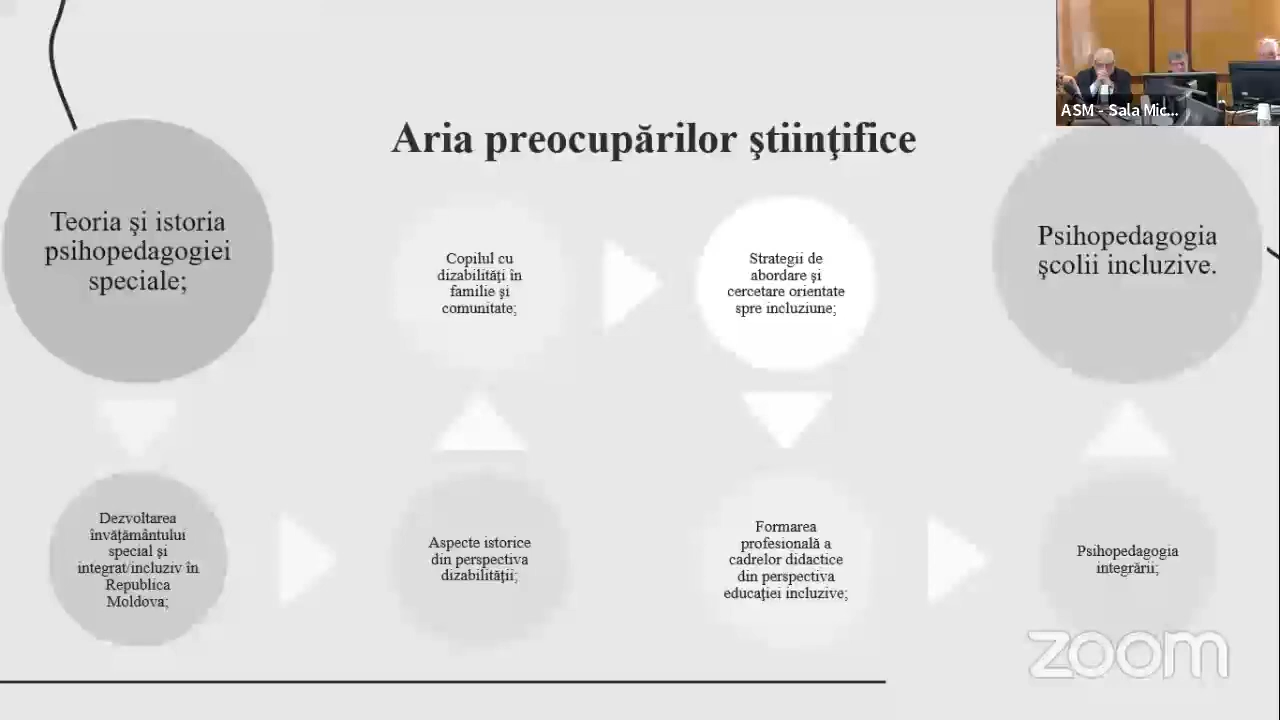 ASM - Sala Mic...
Aria preocupărilor ştiinţifice
Teoria şi istoria
psihopedagogiei
speciale;
Dezvoltarea
învăţământului
special şi
integrat/incluziv în
Republica
Moldova;
Aspecte istorice
din perspectiva
dizabilităţii;
Copilul cu
dizabilităţi în
familie şi
comunitate;
Strategii de
abordare şi
cercetare orientate
spre incluziune;
Formarea
profesională a
cadrelor didactice
din perspectiva
educaţiei incluzive;
Psihopedagogia
integrării;
Psihopedagogia
şcolii incluzive.
zoom